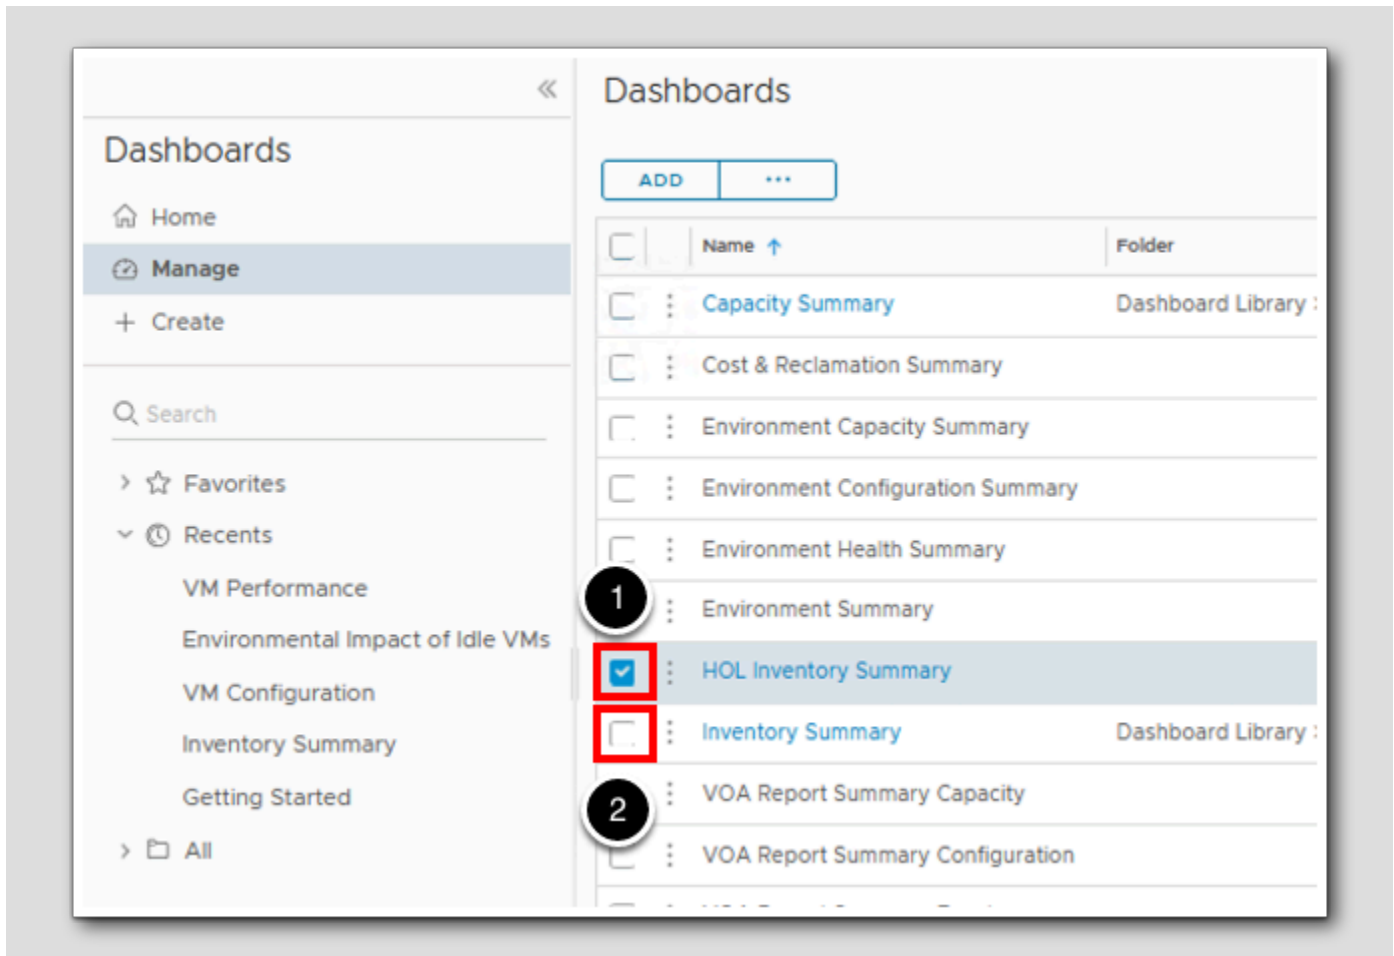 Dashboards
Home
Manage
Create
Search
Favorites
Recents
VM Performance
Environmental Impact of Idle VMs
VM Configuration
Inventory Summary
Getting Started
All
Dashboards
ADD
Name Folder
Capacity Summary Dashboard Library >
Cost & Reclamation Summary
Environment Capacity Summary
Environment Configuration Summary
Environment Health Summary
1
Environment Summary
HOL Inventory Summary
Inventory Summary Dashboard Library >
VOA Report Summary Capacity
2
VOA Report Summary Configuration